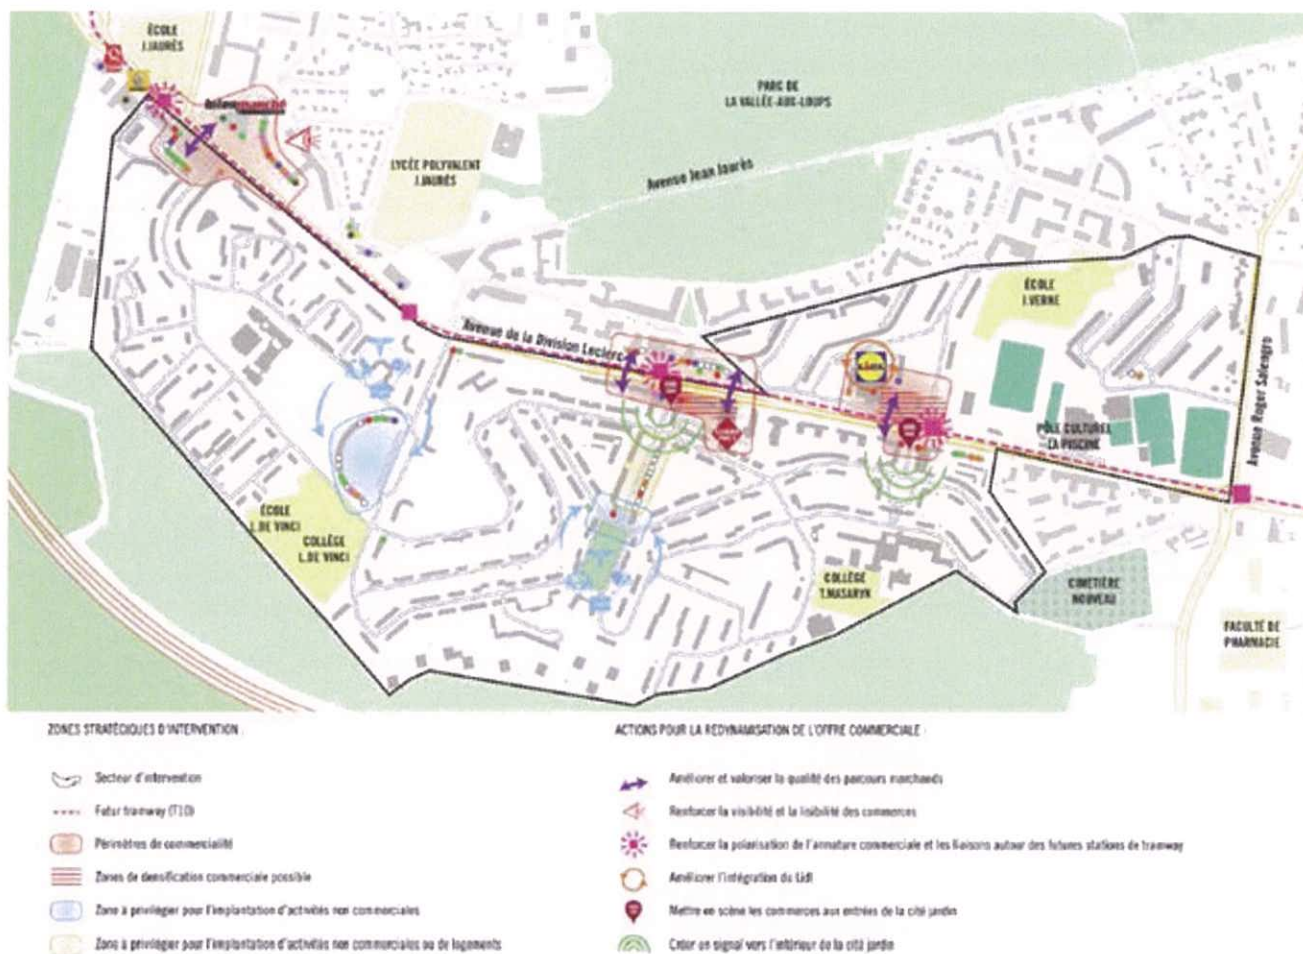 ÉCOLE
J.JAURÈS
bienmarché
LYCÉE POLYVALENT
J.JAURÈS
PARC DE
LA VALLÉE-AUX-LOUPS
Avenue Jean Jaurès
ÉCOLE
J.VERNE
Avenue de la Division Leclerc
PÔLE CULTUREL
LA PISCINE
Avenue Roger Salengro
ÉCOLE
L.DE VINCI
COLLÈGE
L.DE VINCI
COLLÈGE
T.MASARYK
CIMETIÈRE
NOUVEAU
FACULTÉ DE
PHARMACIE
ZONES STRATÉGIQUES D'INTERVENTION :
Secteur d'intervention
Futur tramway (T10)
Périmètres de commercialité
Zones de densification commerciale possible
Zone à privilégier pour l'implantation d'activités non commerciales
Zone à privilégier pour l'implantation d'activités non commerciales ou de logements
ACTIONS POUR LA REDYNAMISATION DE L'OFFRE COMMERCIALE :
Améliorer et valoriser la qualité des parcours marchands
Renforcer la visibilité et la lisibilité des commerces
Renforcer la polarisation de l'armature commerciale et les liaisons autour des futures stations de tramway
Améliorer l'intégration du Lidl
Mettre en scène les commerces aux entrées de la cité jardin
Créer un signal vers l'intérieur de la cité jardin